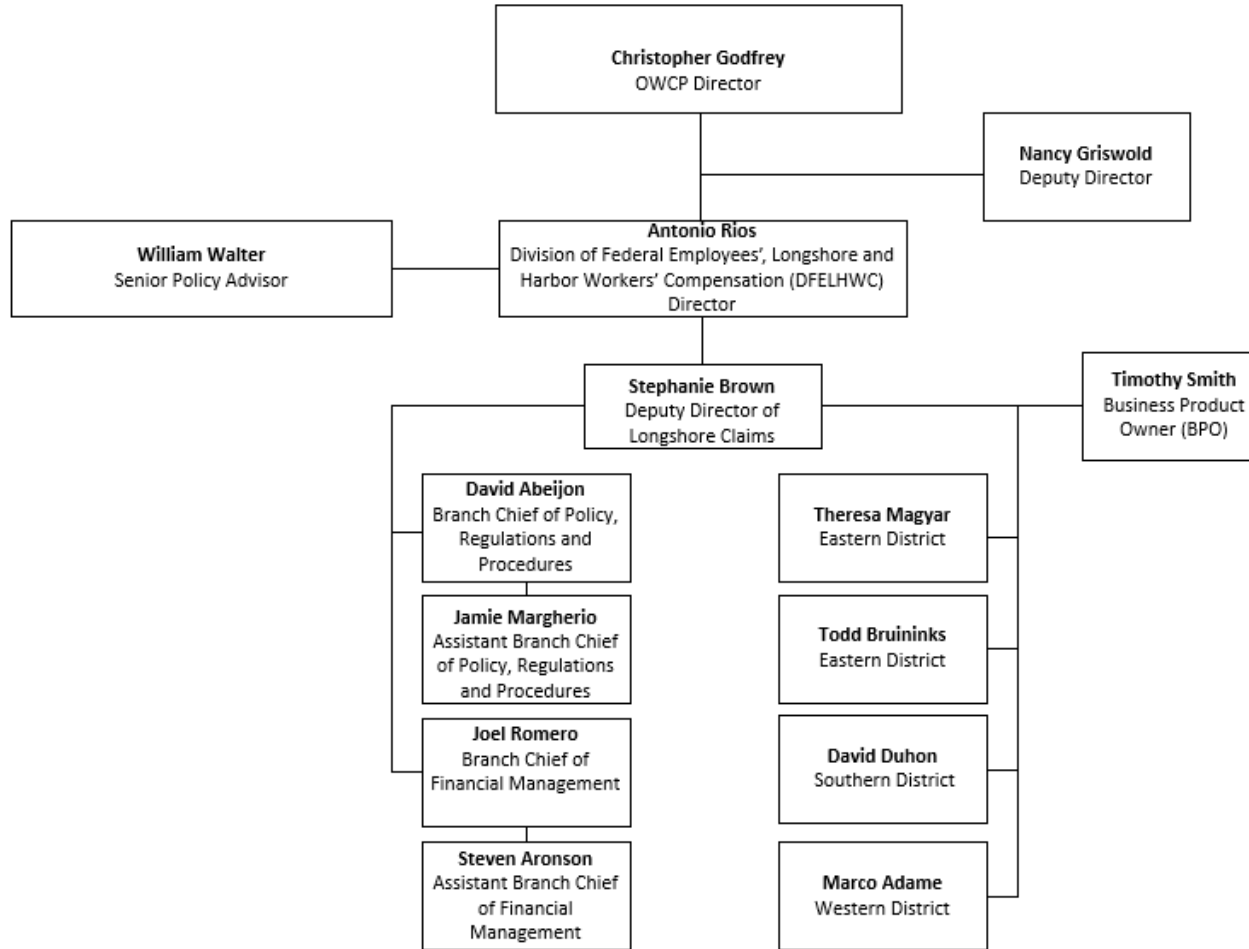 Christopher Godfrey
OWCP Director
Nancy Griswold
Deputy Director
William Walter
Senior Policy Advisor
Antonio Rios
Division of Federal Employees’, Longshore and
Harbor Workers’ Compensation (DFELHWC)
Director
Stephanie Brown
Deputy Director of
Longshore Claims
Timothy Smith
Business Product
Owner (BPO)
David Abeijon
Branch Chief of Policy,
Regulations and
Procedures
Theresa Magyar
Eastern District
Jamie Margherio
Assistant Branch Chief
of Policy, Regulations
and Procedures
Todd Bruininks
Eastern District
Joel Romero
Branch Chief of
Financial Management
David Duhon
Southern District
Steven Aronson
Assistant Branch Chief
of Financial
Management
Marco Adame
Western District